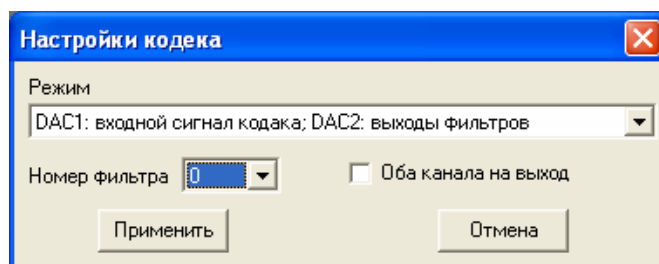 Настройки кодека
Режим
DAC1: входной сигнал кодака; DAC2: выходы фильтров
Номер фильтра 0 Оба канала на выход
Применить Отмена